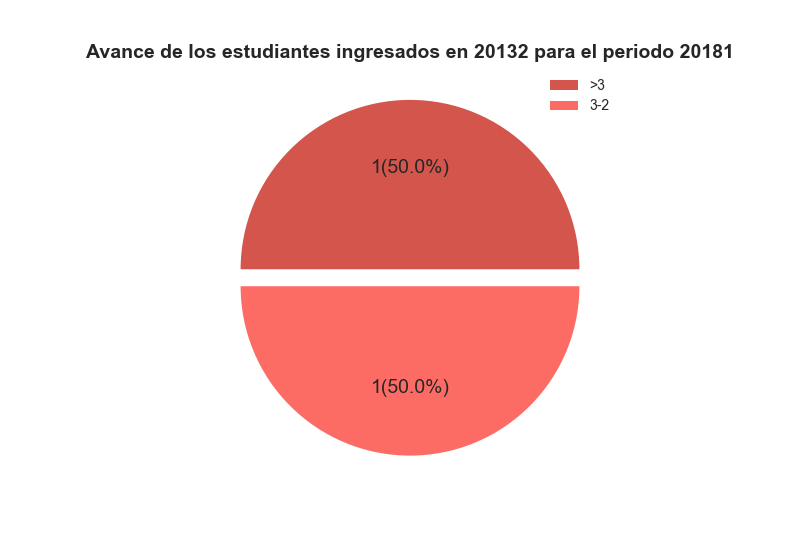 Avance de los estudiantes ingresados en 20132 para el periodo 20181
>3
3-2
1(50.0%)
1(50.0%)